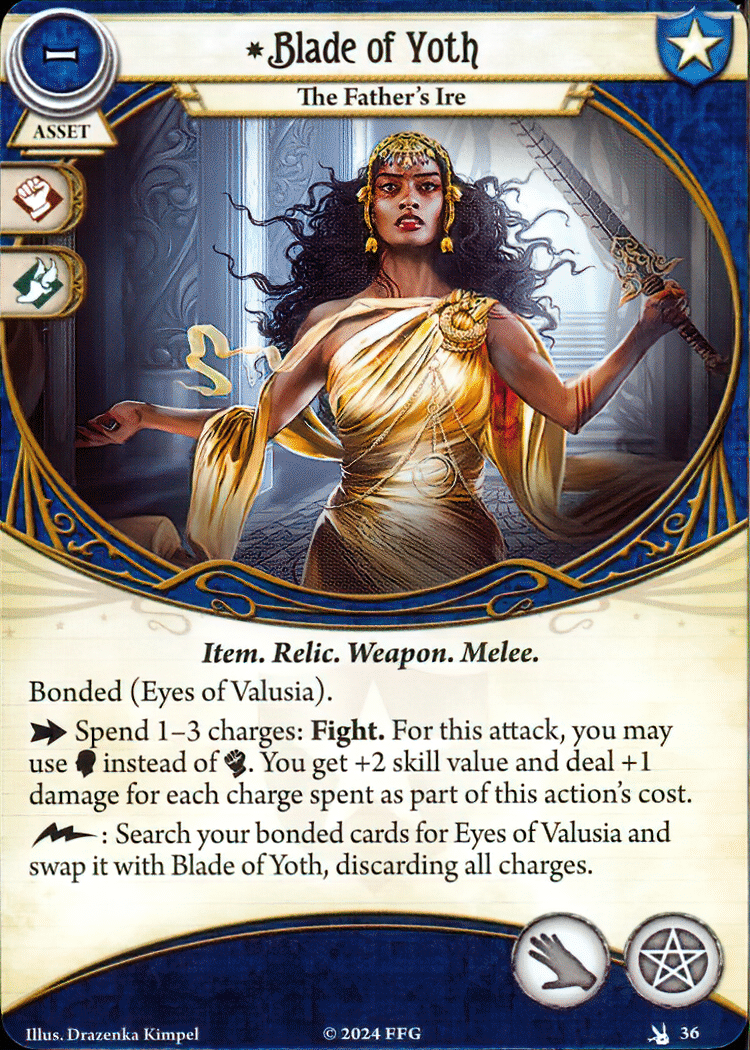 Blade of Yoth
The Father's Ire
ASSET
Item. Relic. Weapon. Melee.
Bonded (Eyes of Valusia).
Spend 1–3 charges: Fight. For this attack, you may
use instead of . You get +2 skill value and deal +1
damage for each charge spent as part of this action's cost.
: Search your bonded cards for Eyes of Valusia and
swap it with Blade of Yoth, discarding all charges.
Illus. Drazenka Kimpel
© 2024 FFG
36